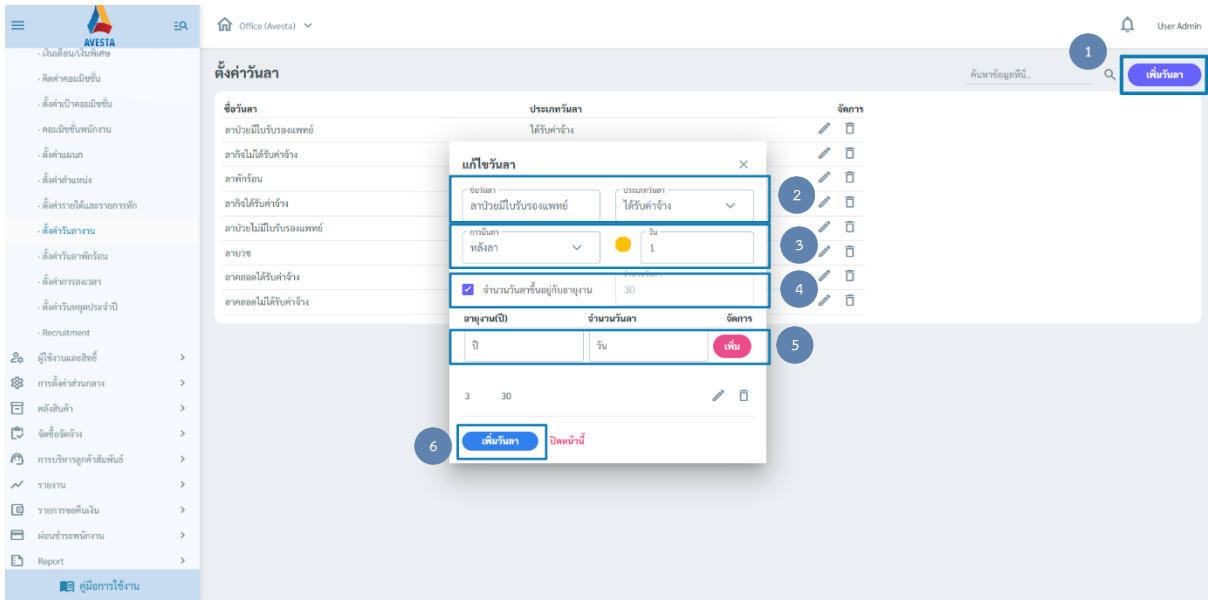 AVESTA
Office (Avesta)
User Admin
- เงินเดือน/เงินพิเศษ
- คิดค่าคอมมิชชั่น
- ตั้งค่าเป้าคอมมิชชั่น
- คอมมิชชั่นพนักงาน
- ตั้งค่าแผนก
- ตั้งค่าตำแหน่ง
- ตั้งค่ารายได้และรายการหัก
- ตั้งค่าวันลางาน
- ตั้งค่าวันลาพักร้อน
- ตั้งค่าการลงเวลา
- ตั้งค่าวันหยุดประจำปี
- Recruitment
ผู้ใช้งานและสิทธิ์
การตั้งค่าส่วนกลาง
คลังสินค้า
จัดซื้อจัดจ้าง
การบริหารลูกค้าสัมพันธ์
รายงาน
รายการขอคืนเงิน
ผ่อนชำระพนักงาน
Report
คู่มือการใช้งาน
ตั้งค่าวันลา
ค้นหาข้อมูลที่นี่..
1
เพิ่มวันลา
ชื่อวันลา ประเภทวันลา จัดการ
ลาป่วยมีใบรับรองแพทย์ ได้รับค่าจ้าง
ลากิจไม่ได้รับค่าจ้าง
ลาพักร้อน
ลากิจได้รับค่าจ้าง
ลาป่วยไม่มีใบรับรองแพทย์
ลาบวช
ลาคลอดได้รับค่าจ้าง
ลาคลอดไม่ได้รับค่าจ้าง
แก้ไขวันลา
ชื่อวันลา ประเภทวันลา
ลาป่วยมีใบรับรองแพทย์ ได้รับค่าจ้าง
2
การยื่นลา วัน
หลังลา 1
3
จำนวนวันลา
จำนวนวันลาขึ้นอยู่กับอายุงาน 30
4
อายุงาน(ปี) จำนวนวันลา จัดการ
ปี วัน เพิ่ม
5
3 30
6
เพิ่มวันลา ปิดหน้านี้